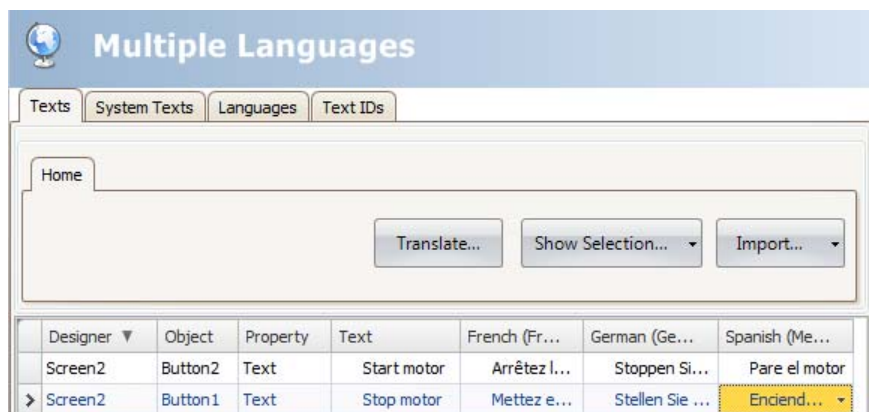 Multiple Languages
Texts System Texts Languages Text IDs
Home
Translate... Show Selection... Import...
Designer Object Property Text French (Fr... German (Ge... Spanish (Me...
Screen2 Button2 Text Start motor Arrêtez l... Stoppen Si... Pare el motor
Screen2 Button1 Text Stop motor Mettez e... Stellen Sie ... Enciend...